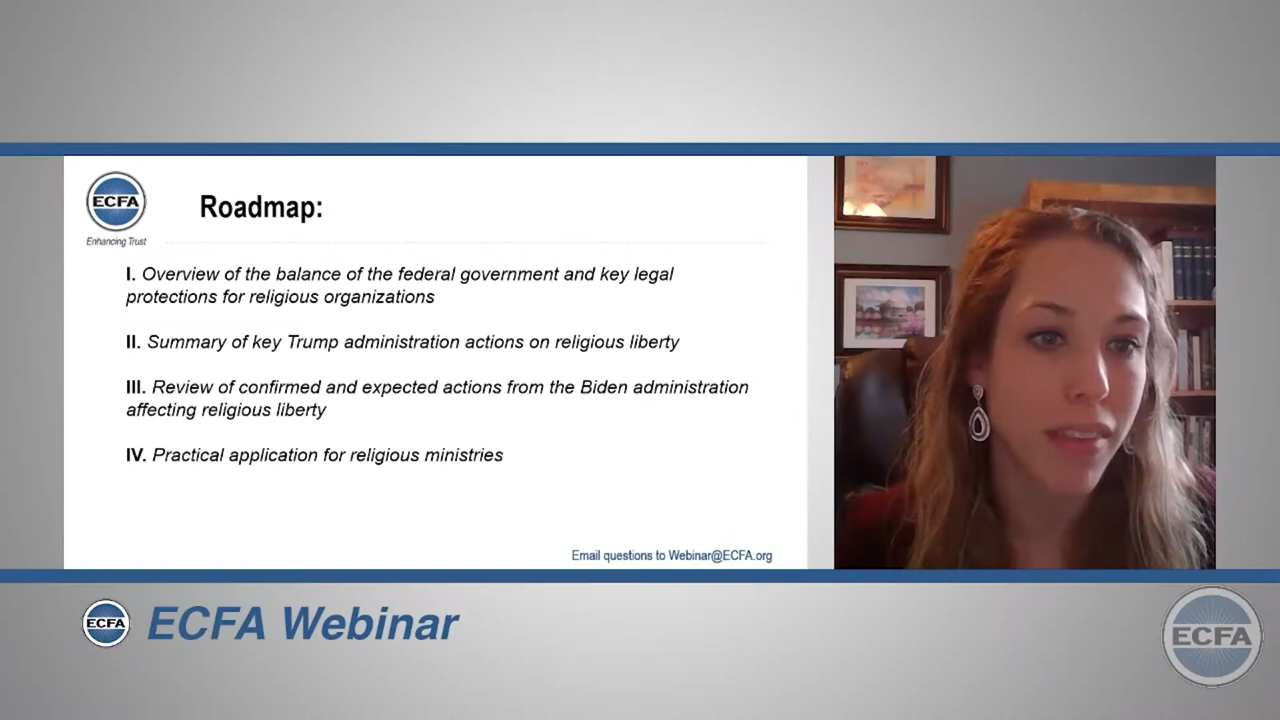 ECFA
Enhancing Trust
Roadmap:
I. Overview of the balance of the federal government and key legal
protections for religious organizations
II. Summary of key Trump administration actions on religious liberty
III. Review of confirmed and expected actions from the Biden administration
affecting religious liberty
IV. Practical application for religious ministries
Email questions to Webinar@ECFA.org
ECFA
ECFA Webinar
ECFA